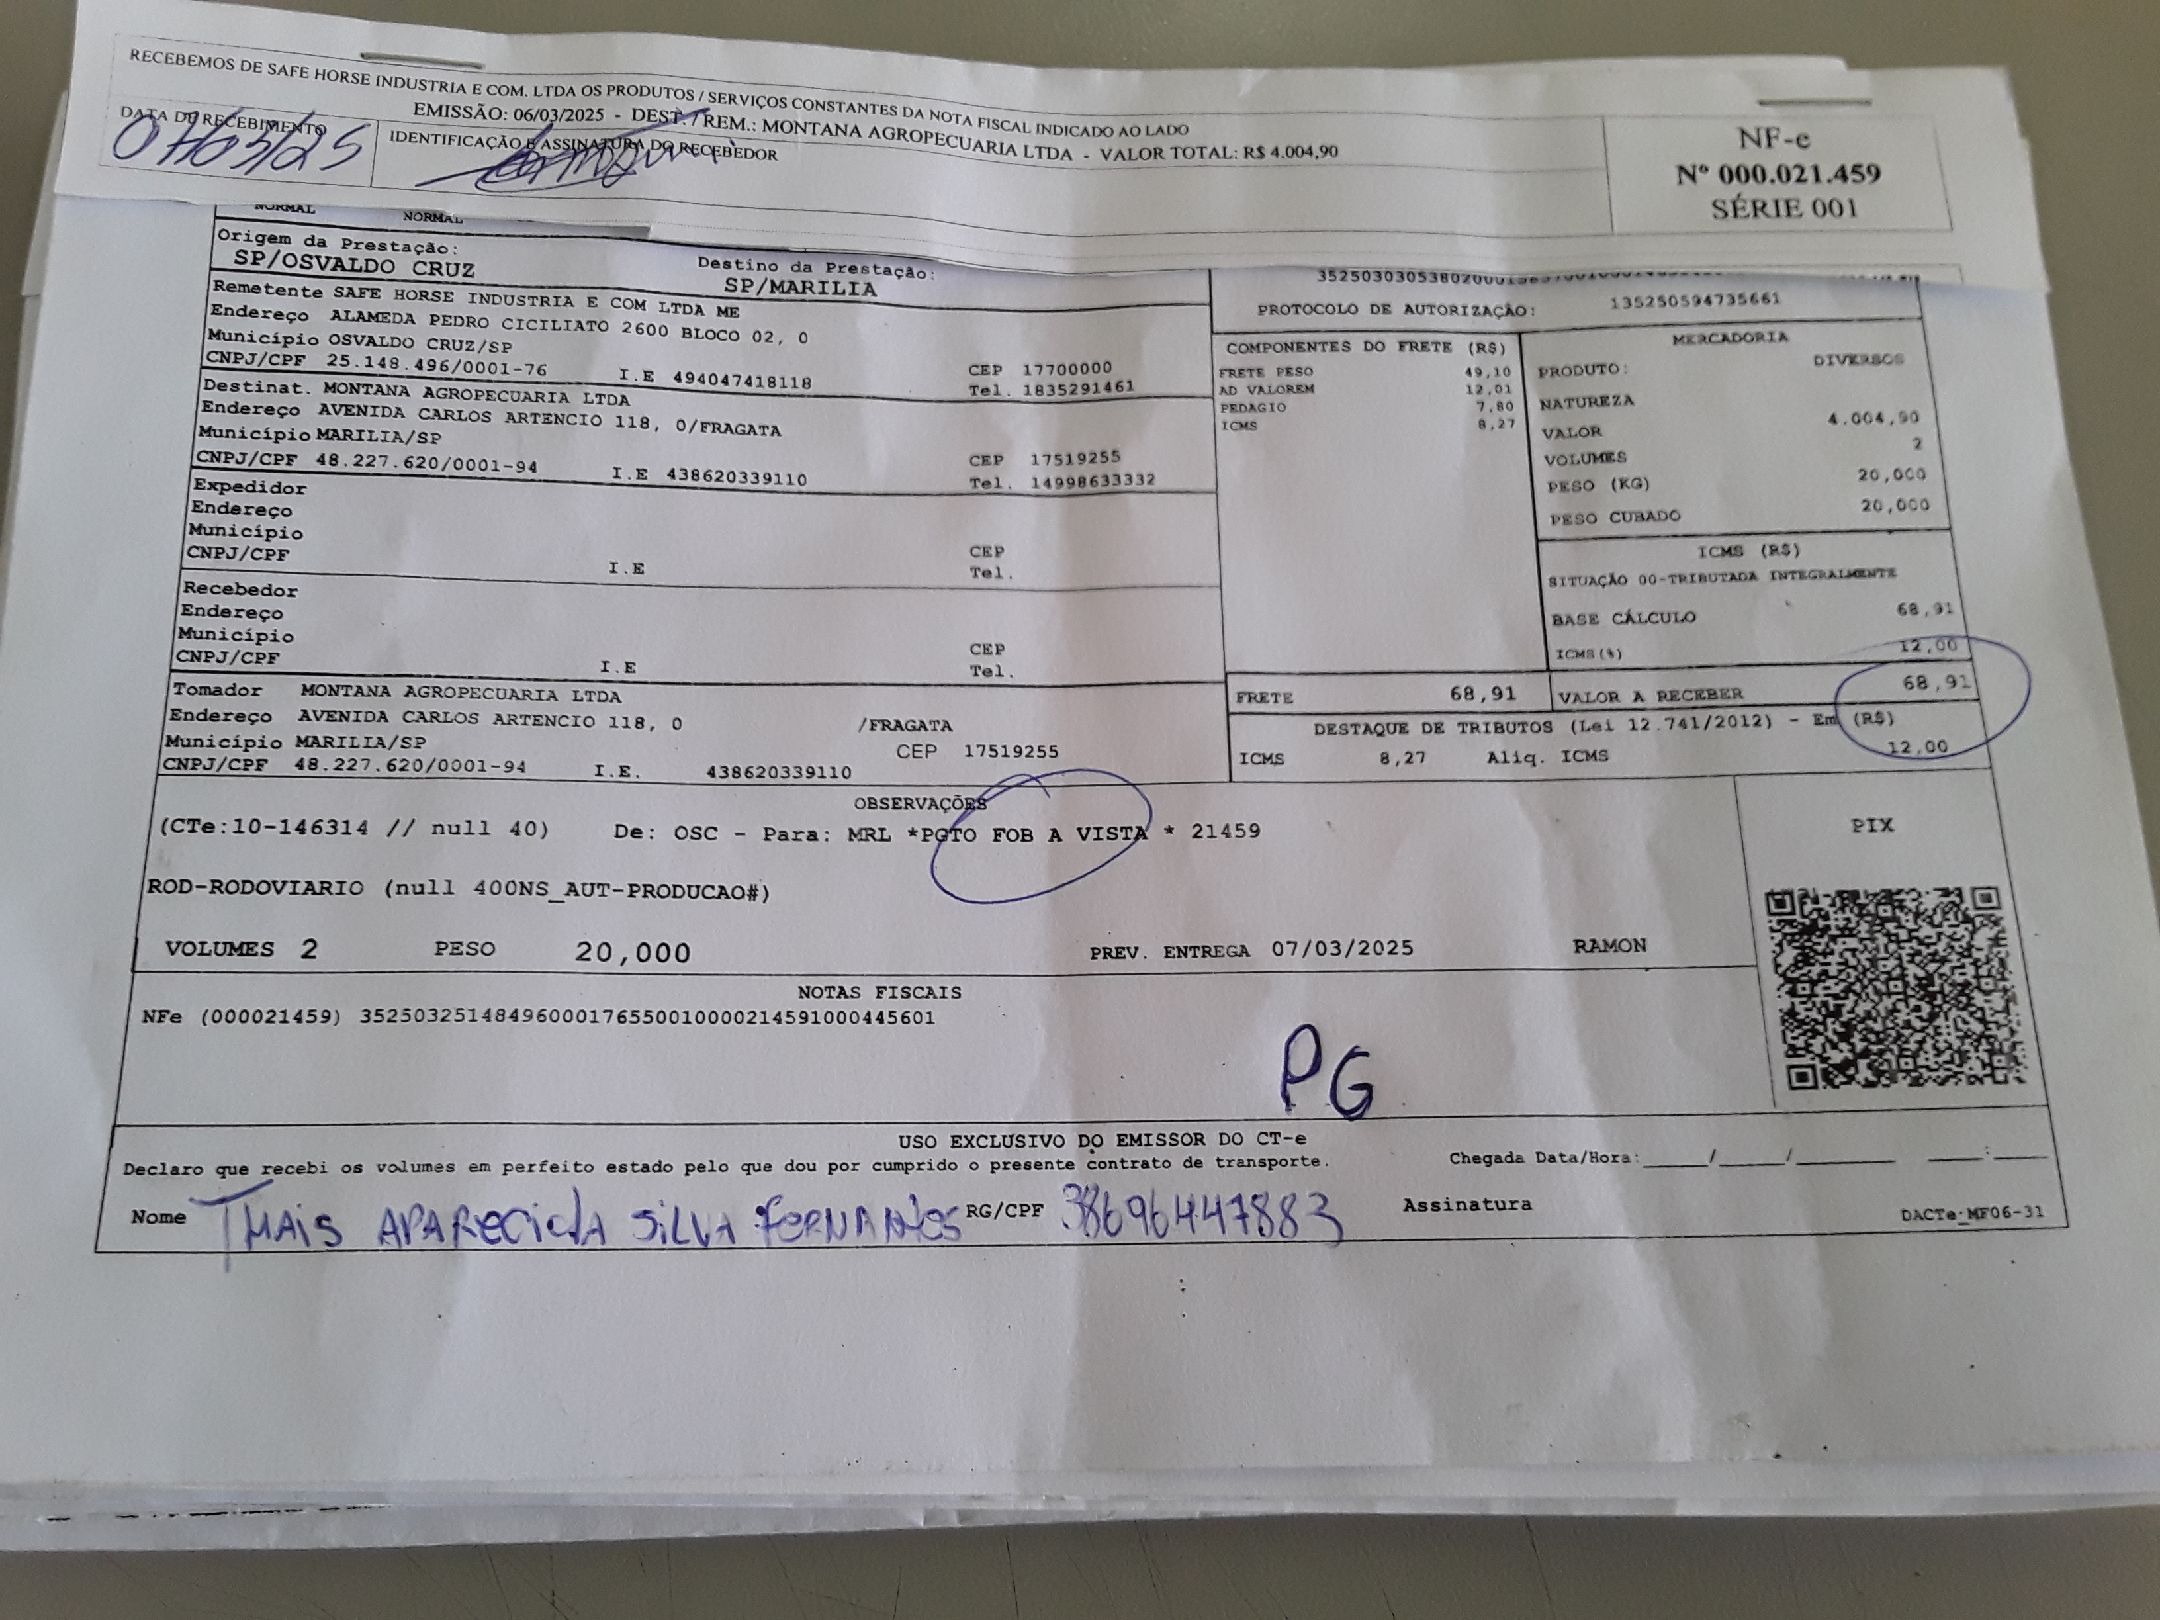 RECEBEMOS DE SAFE HORSE INDUSTRIA E COM. LTDA OS PRODUTOS / SERVIÇOS CONSTANTES DA NOTA FISCAL INDICADO AO LADO
EMISSÃO: 06/03/2025 - DEST. / REM.: MONTANA AGROPECUARIA LTDA - VALOR TOTAL: R$ 4.004,90
DATA DE RECEBIMENTO
07/03/25
IDENTIFICAÇÃO E ASSINATURA DO RECEBEDOR
NF-e
Nº 000.021.459
SÉRIE 001
NORMAL NORMAL
Origem da Prestação:
SP/OSVALDO CRUZ
Destino da Prestação:
SP/MARILIA
PROTOCOLO DE AUTORIZAÇÃO: 135250594735661
Remetente SAFE HORSE INDUSTRIA E COM LTDA ME
Endereço ALAMEDA PEDRO CICILIATO 2600 BLOCO 02, 0
Município OSVALDO CRUZ/SP CEP 17700000
CNPJ/CPF 25.148.496/0001-76 I.E 494047418118 Tel. 1835291461
Destinat. MONTANA AGROPECUARIA LTDA
Endereço AVENIDA CARLOS ARTENCIO 118, 0/FRAGATA
Município MARILIA/SP CEP 17519255
CNPJ/CPF 48.227.620/0001-94 I.E 438620339110 Tel. 14998633332
Expedidor
Endereço
Município CEP
CNPJ/CPF I.E Tel.
Recebedor
Endereço
Município CEP
CNPJ/CPF I.E Tel.
Tomador MONTANA AGROPECUARIA LTDA
Endereço AVENIDA CARLOS ARTENCIO 118, 0 /FRAGATA
Município MARILIA/SP CEP 17519255
CNPJ/CPF 48.227.620/0001-94 I.E. 438620339110
COMPONENTES DO FRETE (R$)
FRETE PESO 49,10
AD VALOREM 12,01
PEDAGIO 7,80
ICMS 8,27
MERCADORIA
PRODUTO: DIVERSOS
NATUREZA
VALOR 4.004,90
VOLUMES 2
PESO (KG) 20,000
PESO CUBADO 20,000
ICMS (R$)
SITUAÇÃO 00-TRIBUTADA INTEGRALMENTE
BASE CÁLCULO 68,91
ICMS(%) 12,00
FRETE 68,91 VALOR A RECEBER 68,91
DESTAQUE DE TRIBUTOS (Lei 12.741/2012) - Em (R$)
ICMS 8,27 Aliq. ICMS 12,00
OBSERVAÇÕES
(CTe:10-146314 // null 40) De: OSC - Para: MRL *PGTO FOB A VISTA * 21459
ROD-RODOVIARIO (null 400NS_AUT-PRODUCAO#)
VOLUMES 2 PESO 20,000 PREV. ENTREGA 07/03/2025 RAMON
PIX
NOTAS FISCAIS
NFe (000021459) 35250325148496000176550010000214591000445601
PG
USO EXCLUSIVO DO EMISSOR DO CT-e
Declaro que recebi os volumes em perfeito estado pelo que dou por cumprido o presente contrato de transporte. Chegada Data/Hora:____/____/______ ___:___
Nome THAIS APARECIDA SILVA FERNANDES RG/CPF 38696447883 Assinatura
DACTe_MF06-31